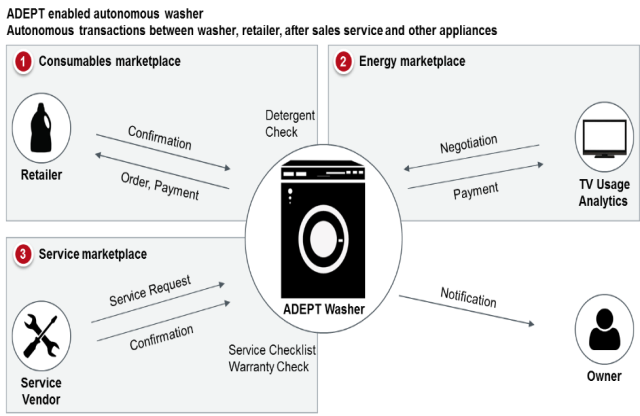 ADEPT enabled autonomous washer
Autonomous transactions between washer, retailer, after sales service and other appliances
1 Consumables marketplace
Retailer
Confirmation
Order, Payment
Detergent
Check
2 Energy marketplace
Negotiation
Payment
TV Usage
Analytics
ADEPT Washer
3 Service marketplace
Service Request
Confirmation
Service
Vendor
Service Checklist
Warranty Check
Notification
Owner